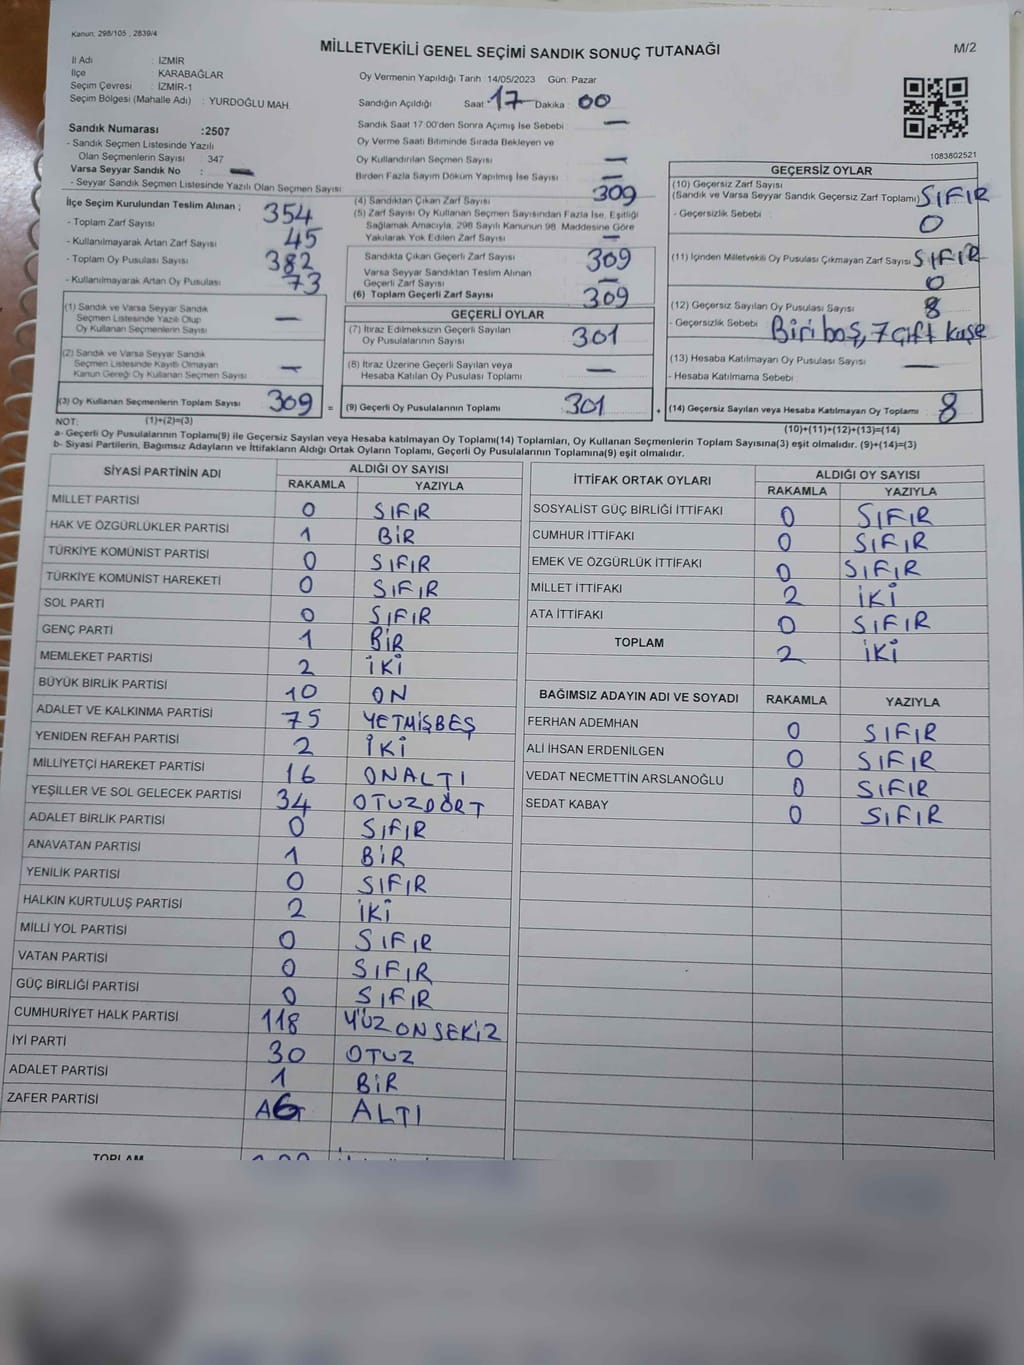 Kanun, 298/105 , 2839/4
MİLLETVEKİLİ GENEL SEÇİMİ SANDIK SONUÇ TUTANAĞI
M/2
İl Adı : İZMİR
İlçe KARABAĞLAR
Seçim Çevresi : İZMİR-1
Seçim Bölgesi (Mahalle Adı) : YURDOĞLU MAH.
Sandık Numarası :2507
- Sandık Seçmen Listesinde Yazılı
Olan Seçmenlerin Sayısı : 347
Varsa Seyyar Sandık No : —
- Seyyar Sandık Seçmen Listesinde Yazılı Olan Seçmen Sayısı
Oy Vermenin Yapıldığı Tarih :14/05/2023 Gün: Pazar
Sandığın Açıldığı Saat 17 Dakika 00
Sandık Saat 17:00'den Sonra Açılmış İse Sebebi —
Oy Verme Saati Bitiminde Sırada Bekleyen ve
Oy Kullandırılan Seçmen Sayısı —
Birden Fazla Sayım Döküm Yapılmış İse Sayısı —
1083802521
İlçe Seçim Kurulundan Teslim Alınan ; 354
- Toplam Zarf Sayısı
- Kullanılmayarak Artan Zarf Sayısı 45
- Toplam Oy Pusulası Sayısı 382
- Kullanılmayarak Artan Oy Pusulası 73
(1) Sandık ve Varsa Seyyar Sandık
Seçmen Listesinde Yazılı Olup
Oy Kullanan Seçmenlerin Sayısı —
(2) Sandık ve Varsa Seyyar Sandık
Seçmen Listesinde Kayıtlı Olmayan
Kanun Gereği Oy Kullanan Seçmen Sayısı —
(3) Oy Kullanan Seçmenlerin Toplam Sayısı 309 =
(4) Sandıktan Çıkan Zarf Sayısı 309
(5) Zarf Sayısı Oy Kullanan Seçmen Sayısından Fazla İse, Eşitliği
Sağlamak Amacıyla, 298 Sayılı Kanunun 98. Maddesine Göre
Yakılarak Yok Edilen Zarf Sayısı —
Sandıkta Çıkan Geçerli Zarf Sayısı 309
Varsa Seyyar Sandıktan Teslim Alınan
Geçerli Zarf Sayısı —
(6) Toplam Geçerli Zarf Sayısı 309
GEÇERLİ OYLAR
(7) İtiraz Edilmeksizin Geçerli Sayılan
Oy Pusulalarının Sayısı 301
(8) İtiraz Üzerine Geçerli Sayılan veya
Hesaba Katılan Oy Pusulası Toplamı —
(9) Geçerli Oy Pusulalarının Toplamı 301 +
GEÇERSİZ OYLAR
(10) Geçersiz Zarf Sayısı
(Sandık ve Varsa Seyyar Sandık Geçersiz Zarf Toplamı) SIFIR
- Geçersizlik Sebebi : 0
(11) İçinden Milletvekili Oy Pusulası Çıkmayan Zarf Sayısı SIFIR
0
(12) Geçersiz Sayılan Oy Pusulası Sayısı 8
- Geçersizlik Sebebi Biri boş, 7 çift kaşe
(13) Hesaba Katılmayan Oy Pusulası Sayısı —
- Hesaba Katılmama Sebebi
(14) Geçersiz Sayılan veya Hesaba Katılmayan Oy Toplamı 8
NOT: (1)+(2)=(3)
(10)+(11)+(12)+(13)=(14)
a- Geçerli Oy Pusulalarının Toplamı(9) ile Geçersiz Sayılan veya Hesaba katılmayan Oy Toplamı(14) Toplamları, Oy Kullanan Seçmenlerin Toplam Sayısına(3) eşit olmalıdır. (9)+(14)=(3)
b- Siyasi Partilerin, Bağımsız Adayların ve İttifakların Aldığı Ortak Oyların Toplamı, Geçerli Oy Pusulalarının Toplamına(9) eşit olmalıdır.
SİYASİ PARTİNİN ADI ALDIĞI OY SAYISI
RAKAMLA YAZIYLA
MİLLET PARTİSİ 0 SIFIR
HAK VE ÖZGÜRLÜKLER PARTİSİ 1 BİR
TÜRKİYE KOMÜNİST PARTİSİ 0 SIFIR
TÜRKİYE KOMÜNİST HAREKETİ 0 SIFIR
SOL PARTİ 0 SIFIR
GENÇ PARTİ 1 BİR
MEMLEKET PARTİSİ 2 İKİ
BÜYÜK BİRLİK PARTİSİ 10 ON
ADALET VE KALKINMA PARTİSİ 75 YETMİŞBEŞ
YENİDEN REFAH PARTİSİ 2 İKİ
MİLLİYETÇİ HAREKET PARTİSİ 16 ONALTI
YEŞİLLER VE SOL GELECEK PARTİSİ 34 OTUZDÖRT
ADALET BİRLİK PARTİSİ 0 SIFIR
ANAVATAN PARTİSİ 1 BİR
YENİLİK PARTİSİ 0 SIFIR
HALKIN KURTULUŞ PARTİSİ 2 İKİ
MİLLİ YOL PARTİSİ 0 SIFIR
VATAN PARTİSİ 0 SIFIR
GÜÇ BİRLİĞİ PARTİSİ 0 SIFIR
CUMHURİYET HALK PARTİSİ 118 YÜZ ONSEKİZ
İYİ PARTİ 30 OTUZ
ADALET PARTİSİ 1 BİR
ZAFER PARTİSİ 6 ALTI
TOPLAM
İTTİFAK ORTAK OYLARI ALDIĞI OY SAYISI
RAKAMLA YAZIYLA
SOSYALİST GÜÇ BİRLİĞİ İTTİFAKI 0 SIFIR
CUMHUR İTTİFAKI 0 SIFIR
EMEK VE ÖZGÜRLÜK İTTİFAKI 0 SIFIR
MİLLET İTTİFAKI 2 İKİ
ATA İTTİFAKI 0 SIFIR
TOPLAM 2 İKİ
BAĞIMSIZ ADAYIN ADI VE SOYADI RAKAMLA YAZIYLA
FERHAN ADEMHAN 0 SIFIR
ALİ İHSAN ERDENİLGEN 0 SIFIR
VEDAT NECMETTİN ARSLANOĞLU 0 SIFIR
SEDAT KABAY 0 SIFIR